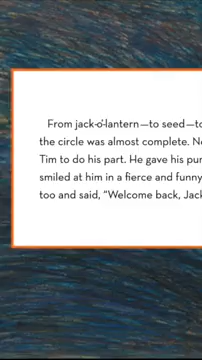 From jack-o'-lantern—to seed—to
the circle was almost complete.
Tim to do his part. He gave his
smiled at him in a fierce and funny
too and said, "Welcome back, Jack